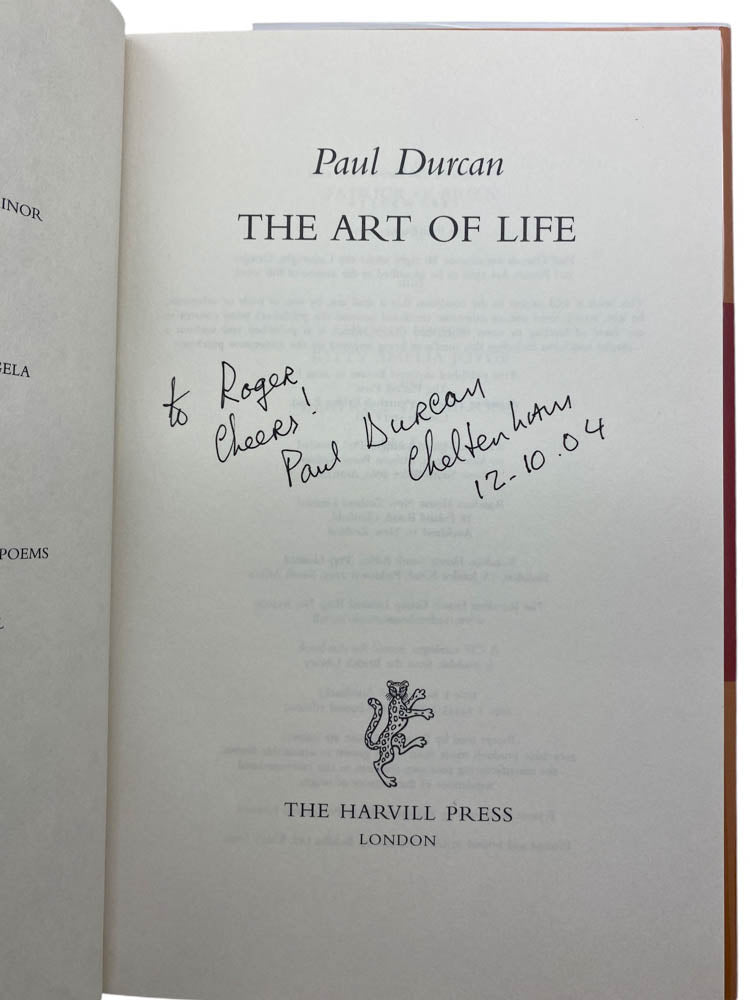 INOR
GELA
POEMS
Paul Durcan
THE ART OF LIFE
to Roger
Cheers!
Paul Durcan
Cheltenham
12-10.04
THE HARVILL PRESS
LONDON